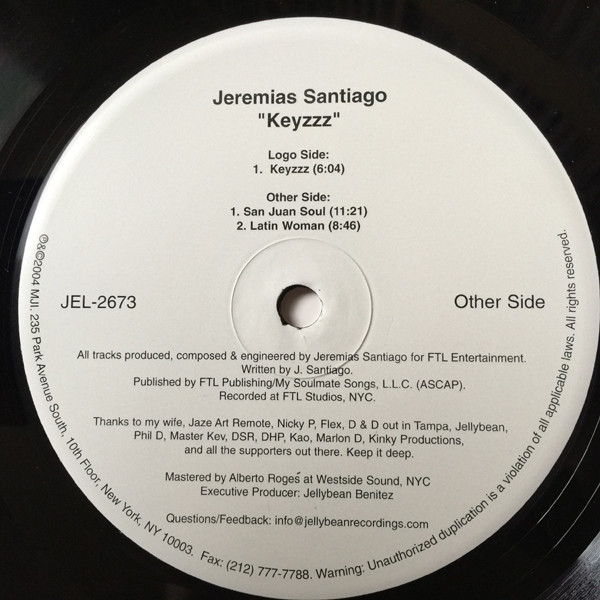 Jeremias Santiago
"Keyzzz"
Logo Side:
1. Keyzzz (6:04)
Other Side:
1. San Juan Soul (11:21)
2. Latin Woman (8:46)
JEL-2673
Other Side
All tracks produced, composed & engineered by Jeremias Santiago for FTL Entertainment.
Written by J. Santiago.
Published by FTL Publishing/My Soulmate Songs, L.L.C. (ASCAP).
Recorded at FTL Studios, NYC.
Thanks to my wife, Jaze Art Remote, Nicky P, Flex, D & D out in Tampa, Jellybean,
Phil D, Master Kev, DSR, DHP, Kao, Marlon D, Kinky Productions,
and all the supporters out there. Keep it deep.
Mastered by Alberto Roges´ at Westside Sound, NYC
Executive Producer: Jellybean Benitez
Questions/Feedback: info@jellybeanrecordings.com
℗&©2004 MJI. 235 Park Avenue South, 10th Floor, New York, NY 10003. Fax: (212) 777-7788. Warning: Unauthorized duplication is a violation of all applicable laws. All rights reserved.